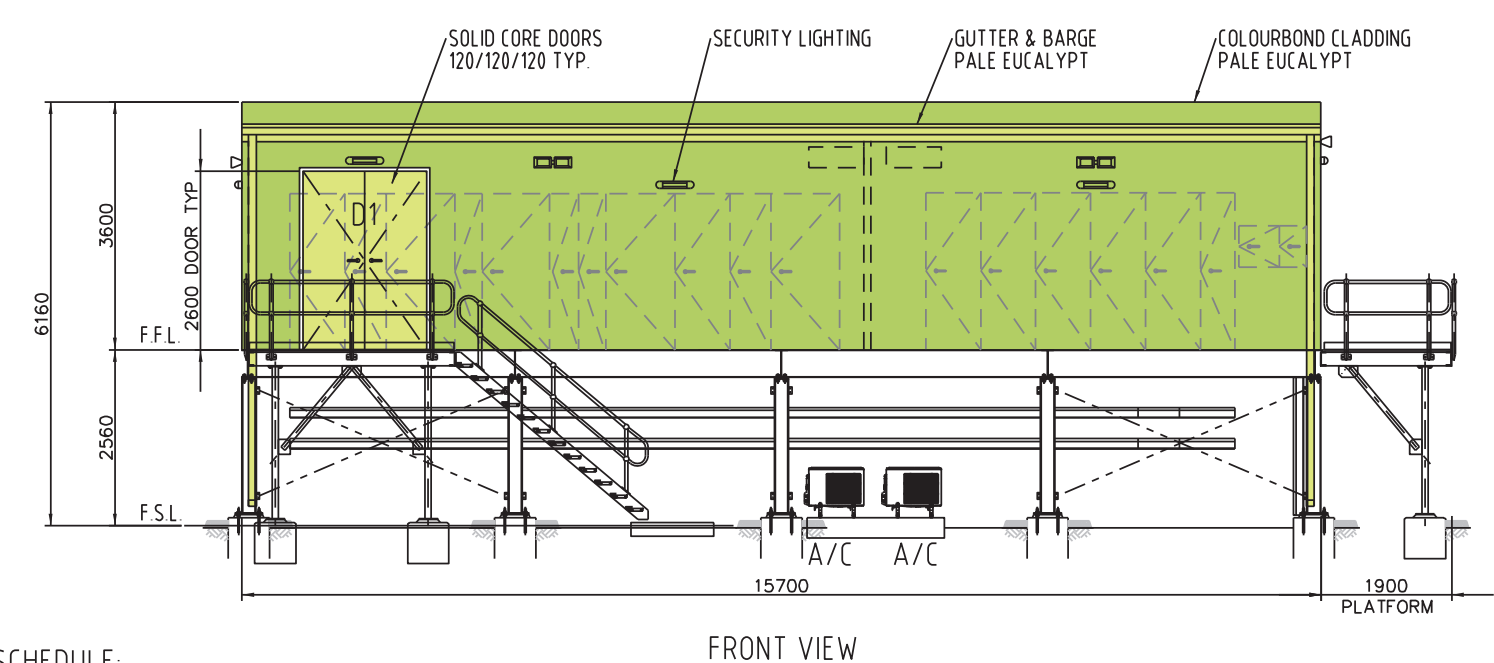 SOLID CORE DOORS
120/120/120 TYP.
SECURITY LIGHTING
GUTTER & BARGE
PALE EUCALYPT
COLOURBOND CLADDING
PALE EUCALYPT
6160
3600
2600 DOOR TYP
D1
F.F.L.
2560
F.S.L.
A/C
A/C
15700
1900
PLATFORM
FRONT VIEW
SCHEDULE: